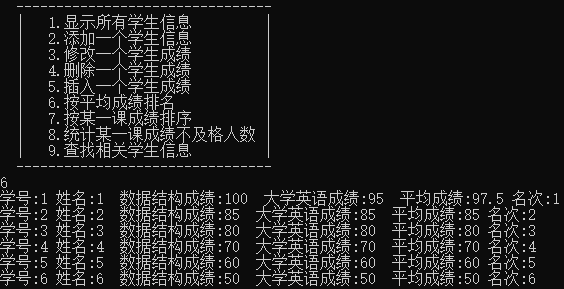 1.显示所有学生信息
2.添加一个学生信息
3.修改一个学生成绩
4.删除一个学生成绩
5.插入一个学生成绩
6.按平均成绩排名
7.按某一课成绩排序
8.统计某一课成绩不及格人数
9.查找相关学生信息
6
学号:1 姓名:1 数据结构成绩:100 大学英语成绩:95 平均成绩:97.5 名次:1
学号:2 姓名:2 数据结构成绩:85 大学英语成绩:85 平均成绩:85 名次:2
学号:3 姓名:3 数据结构成绩:80 大学英语成绩:80 平均成绩:80 名次:3
学号:4 姓名:4 数据结构成绩:70 大学英语成绩:70 平均成绩:70 名次:4
学号:5 姓名:5 数据结构成绩:60 大学英语成绩:60 平均成绩:60 名次:5
学号:6 姓名:6 数据结构成绩:50 大学英语成绩:50 平均成绩:50 名次:6